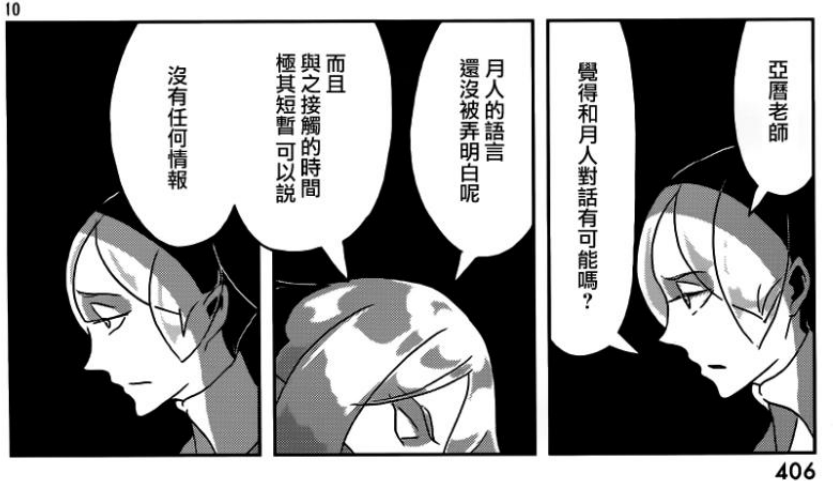 10
亞曆老師
覺得和月人對話有可能嗎？
月人的語言
還沒被弄明白呢
而且
與之接觸的時間
極其短暫 可以説
沒有任何情報
406